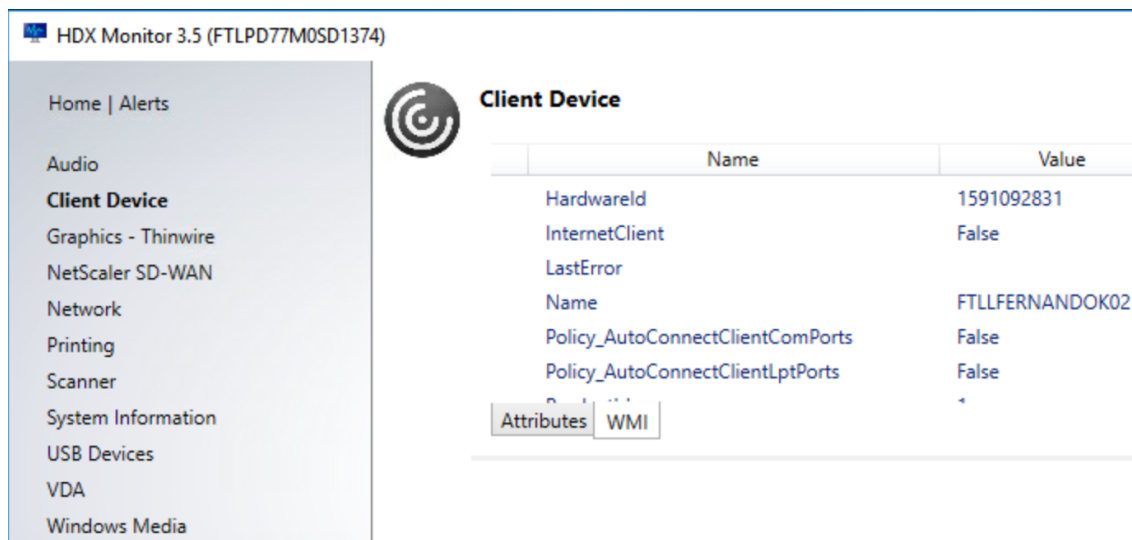 HDX Monitor 3.5 (FTLPD77M0SD1374)
Home | Alerts
Audio
Client Device
Graphics - Thinwire
NetScaler SD-WAN
Network
Printing
Scanner
System Information
USB Devices
VDA
Windows Media
Client Device
Name Value
HardwareId 1591092831
InternetClient False
LastError
Name FTLLFERNANDOK02
Policy_AutoConnectClientComPorts False
Policy_AutoConnectClientLptPorts False
Attributes WMI